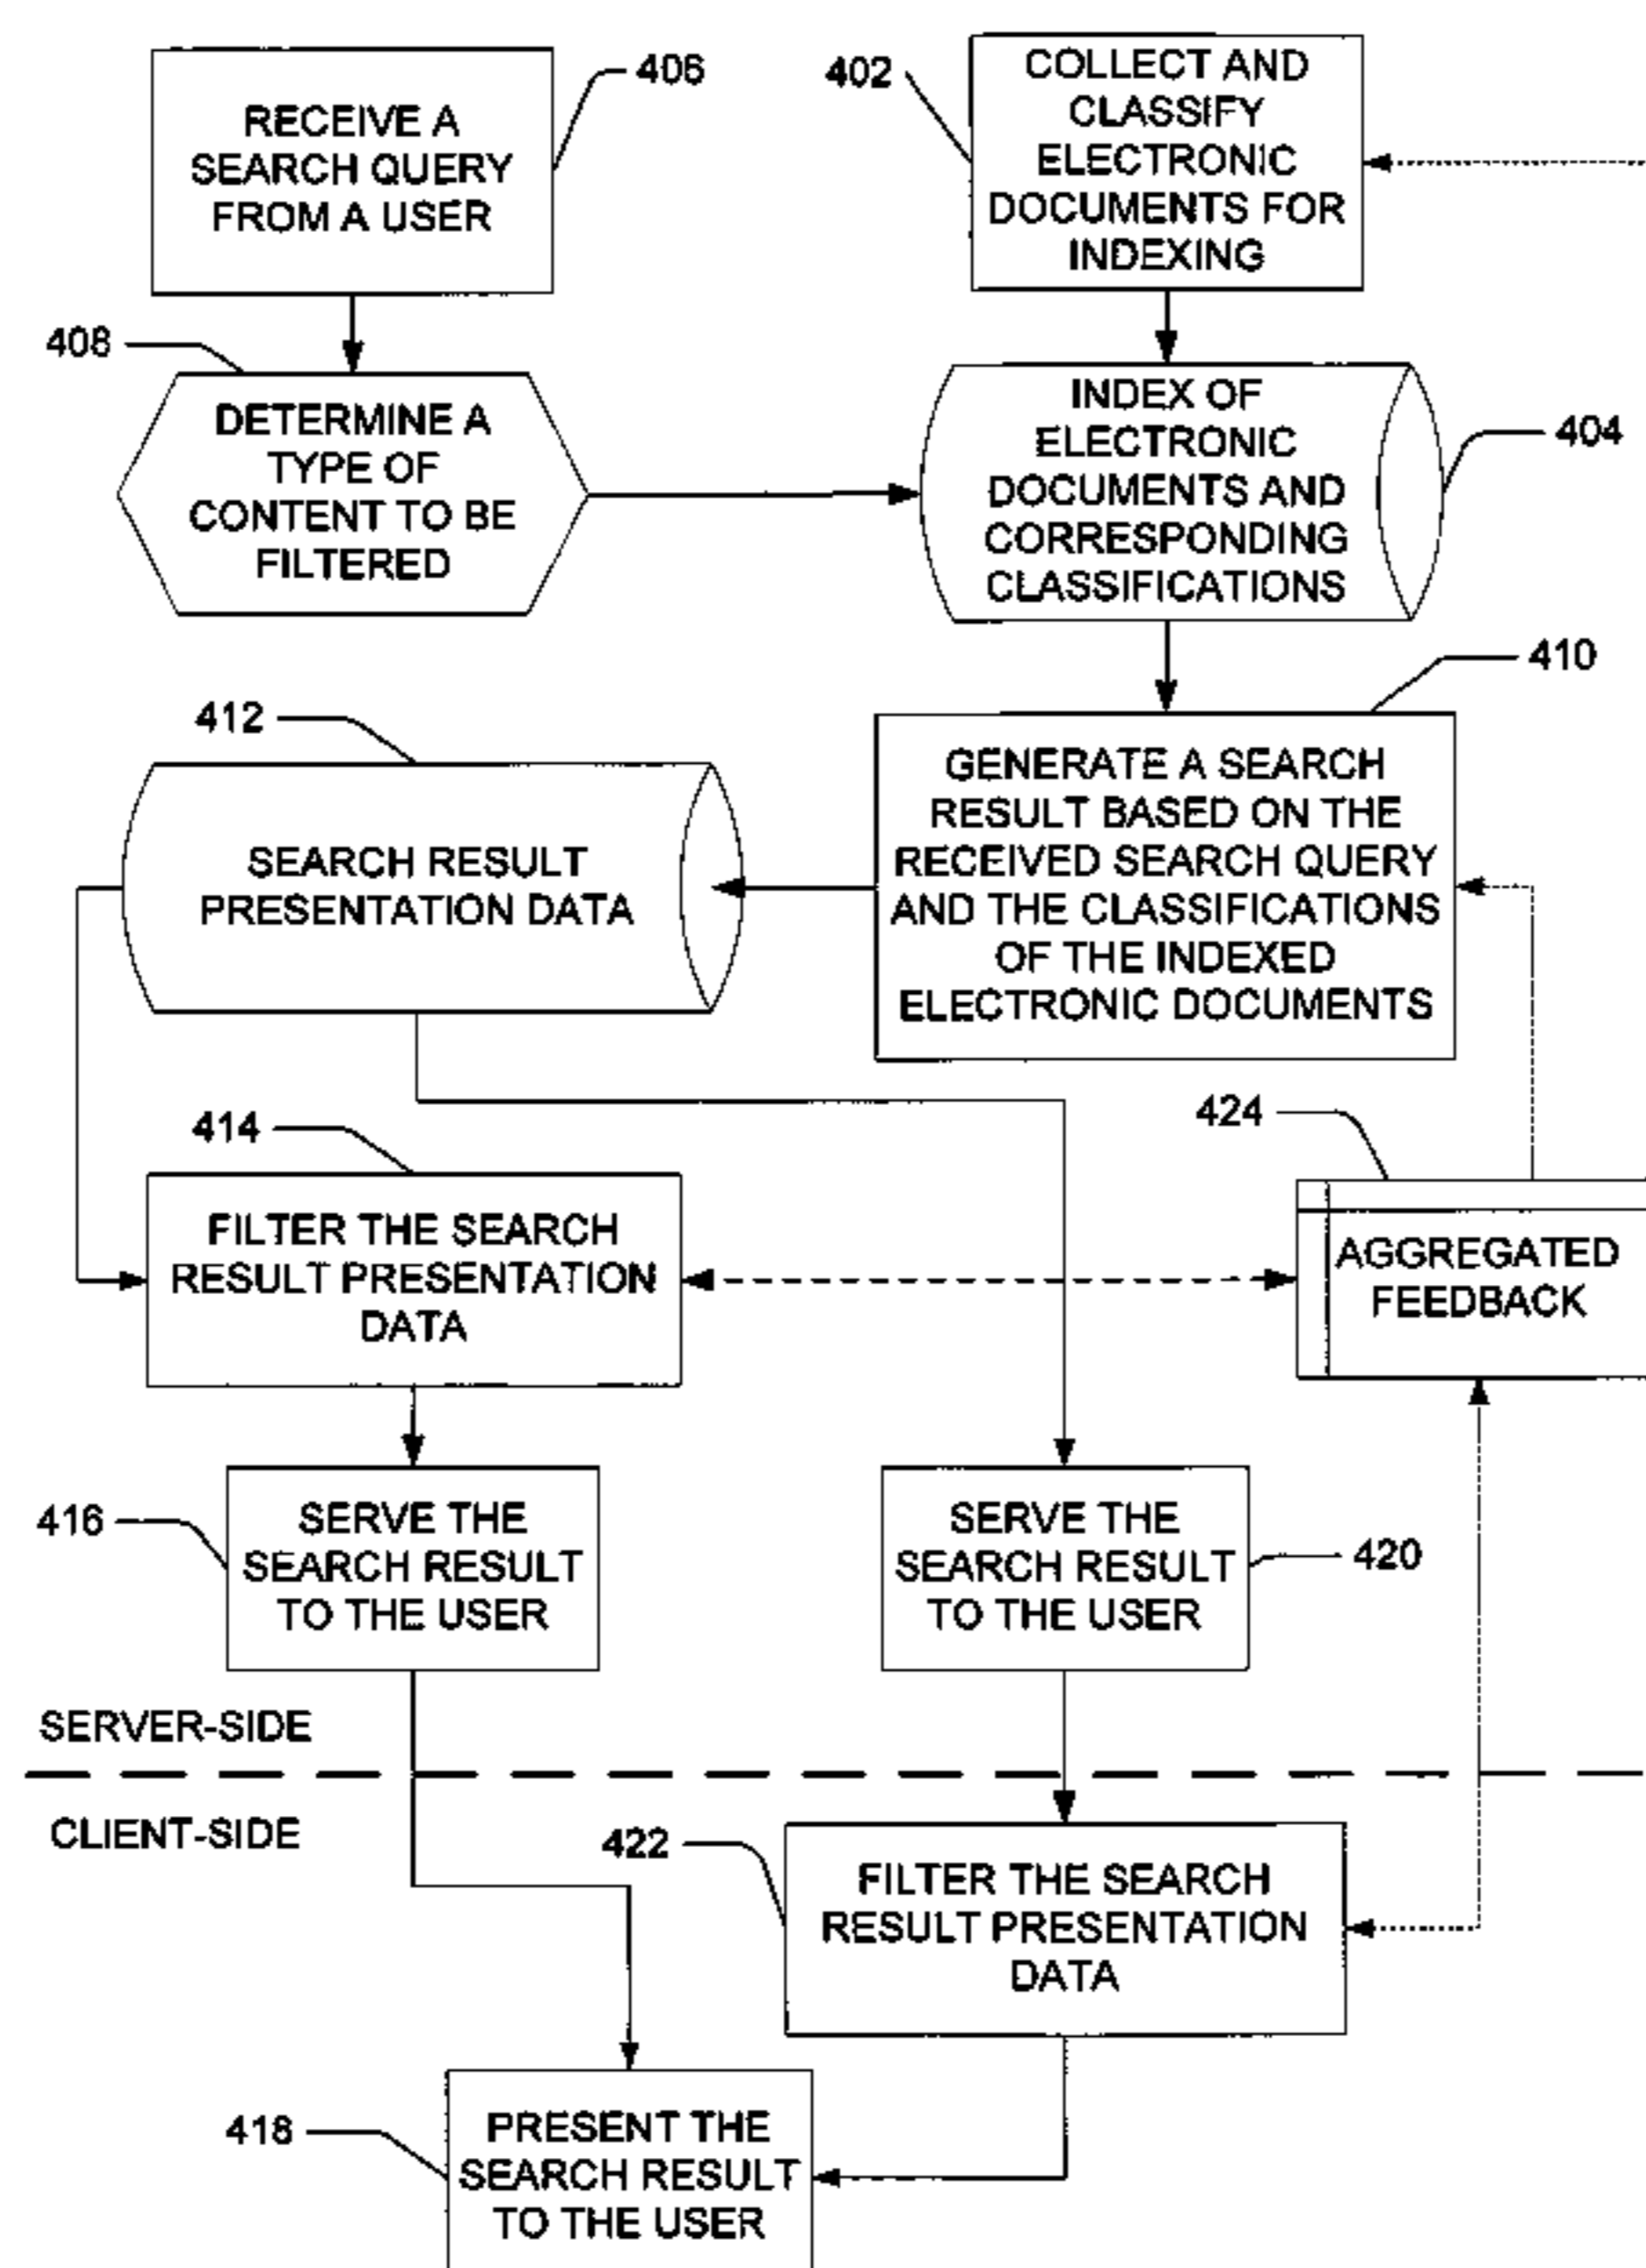 406
RECEIVE A
SEARCH QUERY
FROM A USER
402
COLLECT AND
CLASSIFY
ELECTRONIC
DOCUMENTS FOR
INDEXING
408
DETERMINE A
TYPE OF
CONTENT TO BE
FILTERED
INDEX OF
ELECTRONIC
DOCUMENTS AND
CORRESPONDING
CLASSIFICATIONS
404
410
412
SEARCH RESULT
PRESENTATION DATA
GENERATE A SEARCH
RESULT BASED ON THE
RECEIVED SEARCH QUERY
AND THE CLASSIFICATIONS
OF THE INDEXED
ELECTRONIC DOCUMENTS
414
FILTER THE SEARCH
RESULT PRESENTATION
DATA
424
AGGREGATED
FEEDBACK
416
SERVE THE
SEARCH RESULT
TO THE USER
SERVE THE
SEARCH RESULT
TO THE USER
420
SERVER-SIDE
CLIENT-SIDE
422
FILTER THE SEARCH
RESULT PRESENTATION
DATA
418
PRESENT THE
SEARCH RESULT
TO THE USER